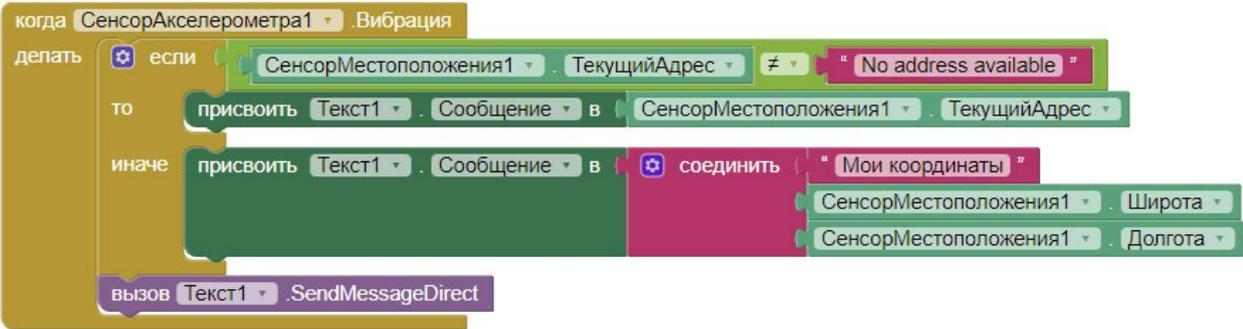 когда СенсорАкселерометра1 .Вибрация
делать если СенсорМестоположения1 . ТекущийАдрес ≠ " No address available "
то присвоить Текст1 . Сообщение в СенсорМестоположения1 . ТекущийАдрес
иначе присвоить Текст1 . Сообщение в соединить " Мои координаты "
СенсорМестоположения1 . Широта
СенсорМестоположения1 . Долгота
вызов Текст1 .SendMessageDirect